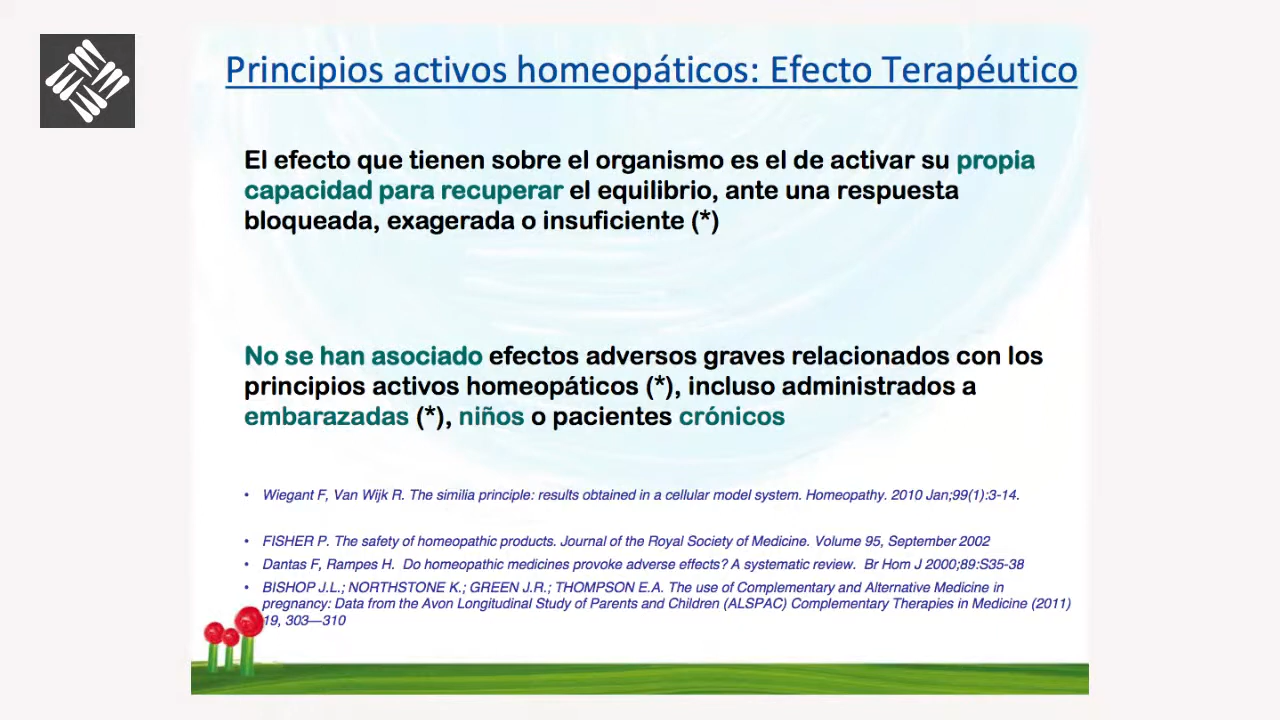 Principios activos homeopáticos: Efecto Terapéutico
El efecto que tienen sobre el organismo es el de activar su propia
capacidad para recuperar el equilibrio, ante una respuesta
bloqueada, exagerada o insuficiente (*)
No se han asociado efectos adversos graves relacionados con los
principios activos homeopáticos (*), incluso administrados a
embarazadas (*), niños o pacientes crónicos
• Wiegant F, Van Wijk R. The similia principle: results obtained in a cellular model system. Homeopathy. 2010 Jan;99(1):3-14.
• FISHER P. The safety of homeopathic products. Journal of the Royal Society of Medicine. Volume 95, September 2002
• Dantas F, Rampes H. Do homeopathic medicines provoke adverse effects? A systematic review. Br Hom J 2000;89:S35-38
• BISHOP J.L.; NORTHSTONE K.; GREEN J.R.; THOMPSON E.A. The use of Complementary and Alternative Medicine in
pregnancy: Data from the Avon Longitudinal Study of Parents and Children (ALSPAC) Complementary Therapies in Medicine (2011)
19, 303—310